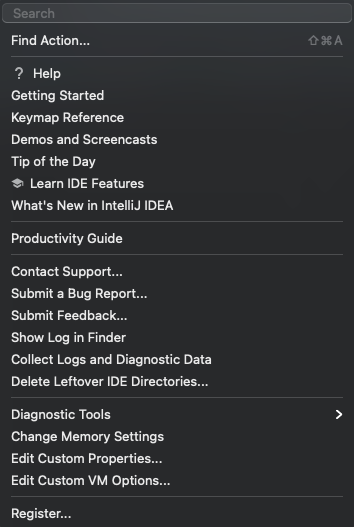 Search
Find Action... ⇧⌘A
? Help
Getting Started
Keymap Reference
Demos and Screencasts
Tip of the Day
Learn IDE Features
What's New in IntelliJ IDEA
Productivity Guide
Contact Support...
Submit a Bug Report...
Submit Feedback...
Show Log in Finder
Collect Logs and Diagnostic Data
Delete Leftover IDE Directories...
Diagnostic Tools
Change Memory Settings
Edit Custom Properties...
Edit Custom VM Options...
Register...